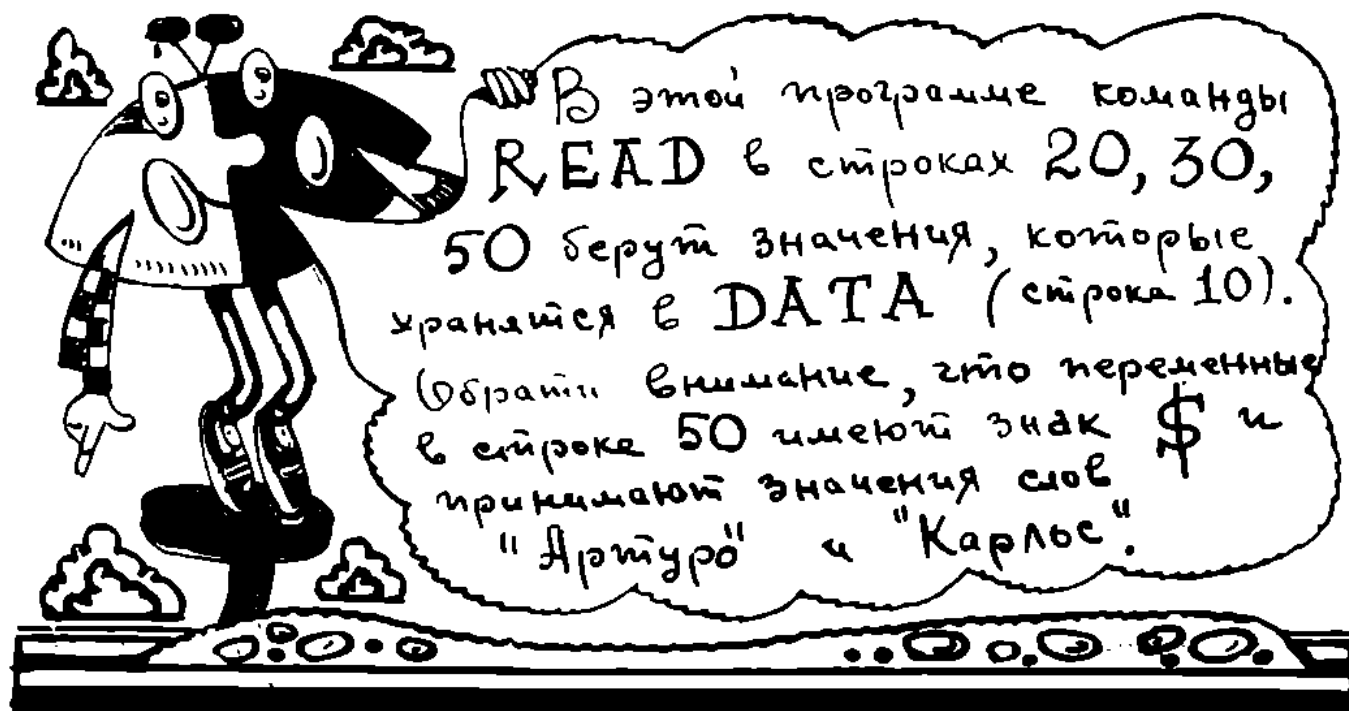 В этой программе команды
READ в строках 20, 30,
50 берут значения, которые
хранятся в DATA (строка 10).
Обрати внимание, что переменные
в строке 50 имеют знак $ и
принимают значения слов
"Артуро" и "Карлос".